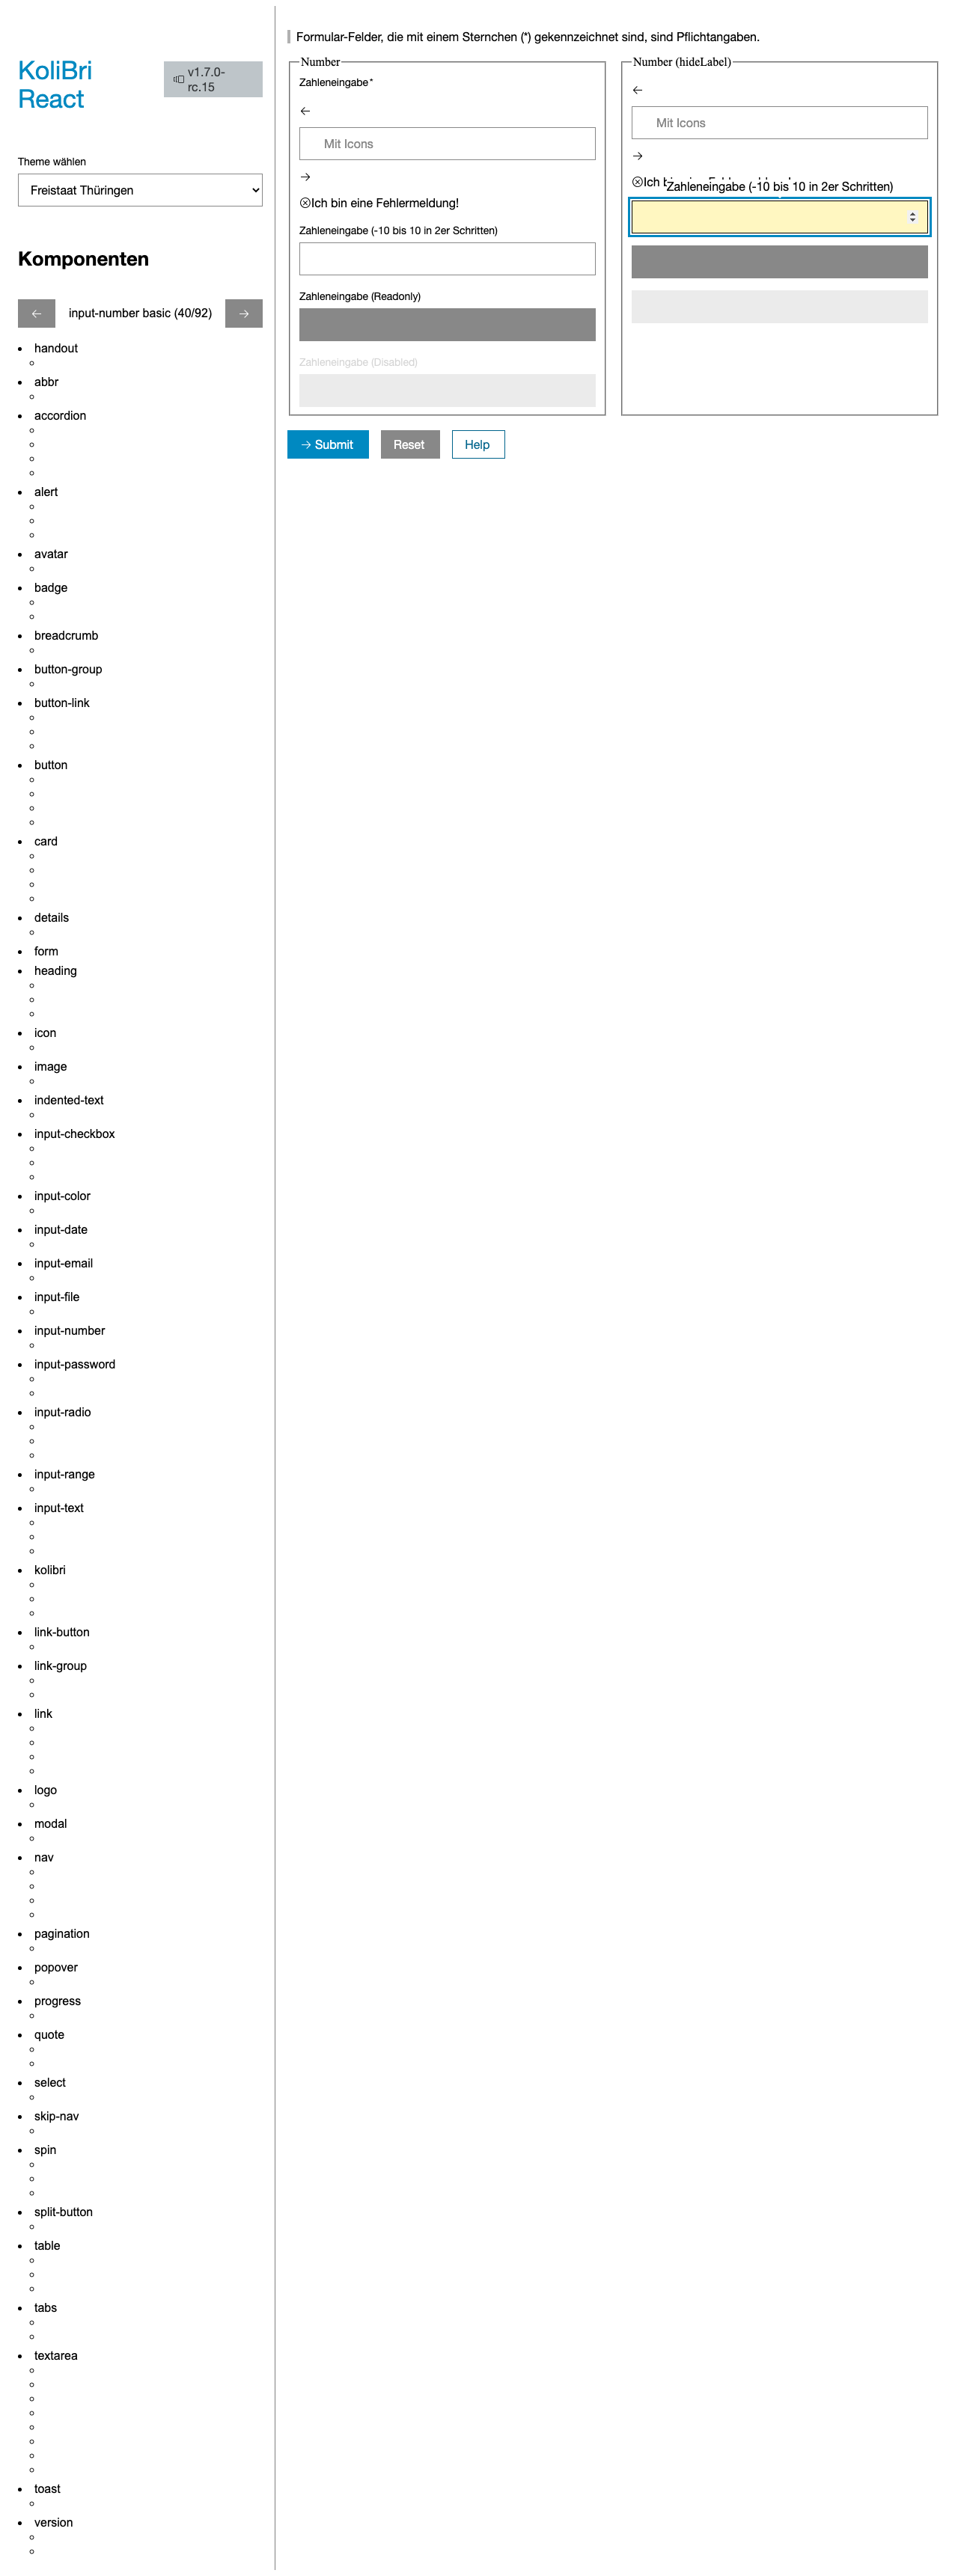 KoliBri
React
v1.7.0-
rc.15
Theme wählen
Freistaat Thüringen
Komponenten
← input-number basic (40/92) →
handout
abbr
accordion
alert
avatar
badge
breadcrumb
button-group
button-link
button
card
details
form
heading
icon
image
indented-text
input-checkbox
input-color
input-date
input-email
input-file
input-number
input-password
input-radio
input-range
input-text
kolibri
link-button
link-group
link
logo
modal
nav
pagination
popover
progress
quote
select
skip-nav
spin
split-button
table
tabs
textarea
toast
version
Formular-Felder, die mit einem Sternchen (*) gekennzeichnet sind, sind Pflichtangaben.
Number
Zahleneingabe*
←
Mit Icons
→
Ich bin eine Fehlermeldung!
Zahleneingabe (-10 bis 10 in 2er Schritten)
Zahleneingabe (Readonly)
Zahleneingabe (Disabled)
Number (hideLabel)
←
Mit Icons
→
Ich
Zahleneingabe (-10 bis 10 in 2er Schritten)
→ Submit
Reset
Help